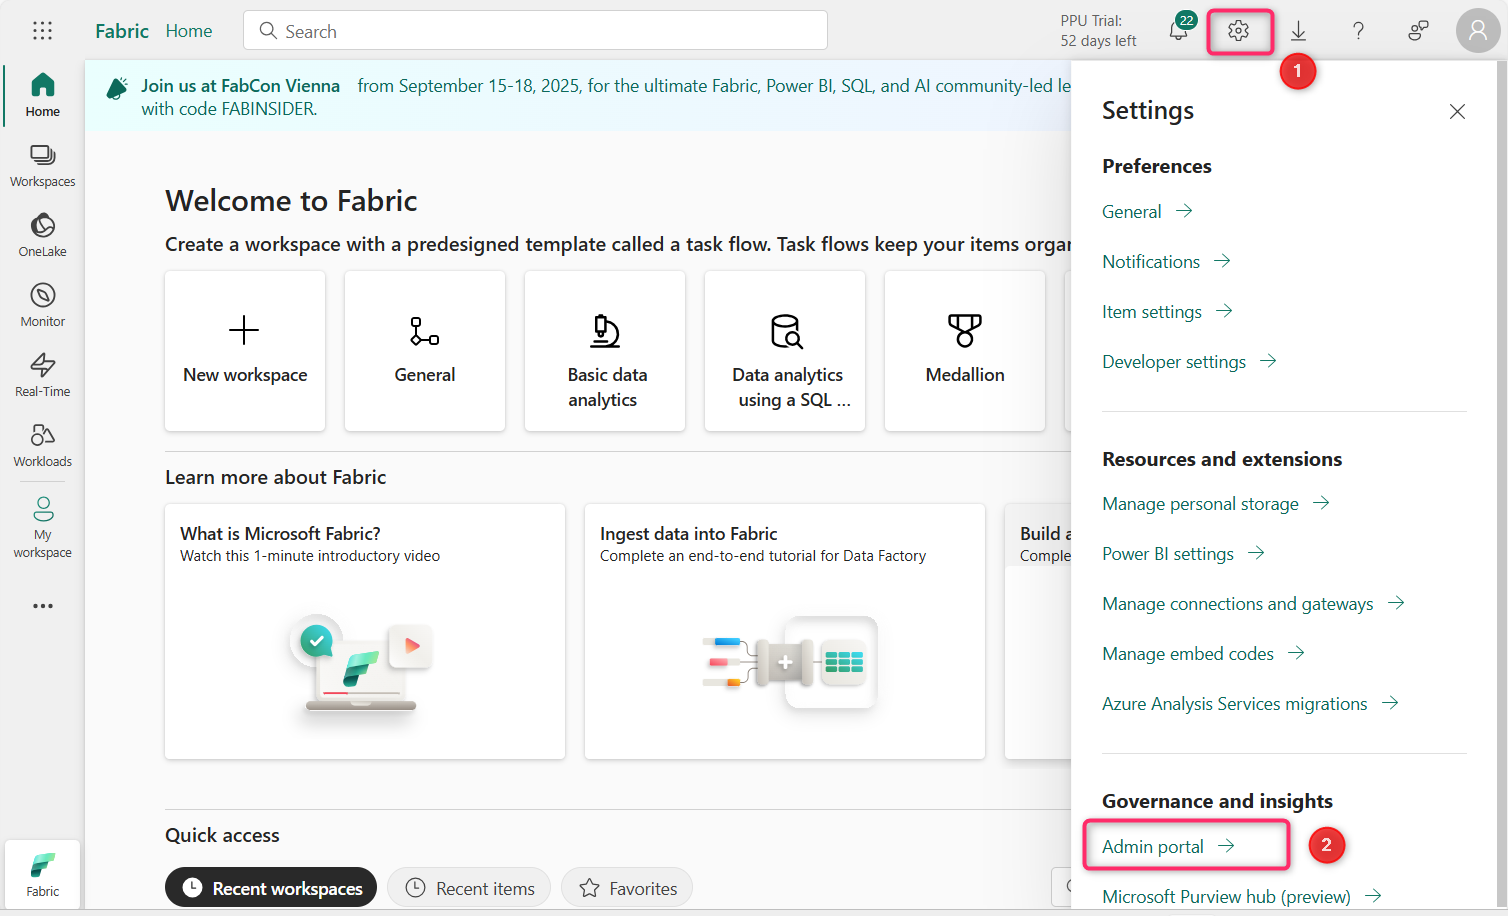 Fabric Home
Search
PPU Trial:
52 days left
22
1
Home
Workspaces
OneLake
Monitor
Real-Time
Workloads
My
workspace
Fabric
Join us at FabCon Vienna from September 15-18, 2025, for the ultimate Fabric, Power BI, SQL, and AI community-led le
with code FABINSIDER.
Welcome to Fabric
Create a workspace with a predesigned template called a task flow. Task flows keep your items organ
New workspace
General
Basic data
analytics
Data analytics
using a SQL ...
Medallion
Learn more about Fabric
What is Microsoft Fabric?
Watch this 1-minute introductory video
Ingest data into Fabric
Complete an end-to-end tutorial for Data Factory
Build a
Comple
Quick access
Recent workspaces
Recent items
Favorites
Settings
Preferences
General
Notifications
Item settings
Developer settings
Resources and extensions
Manage personal storage
Power BI settings
Manage connections and gateways
Manage embed codes
Azure Analysis Services migrations
Governance and insights
Admin portal
2
Microsoft Purview hub (preview)